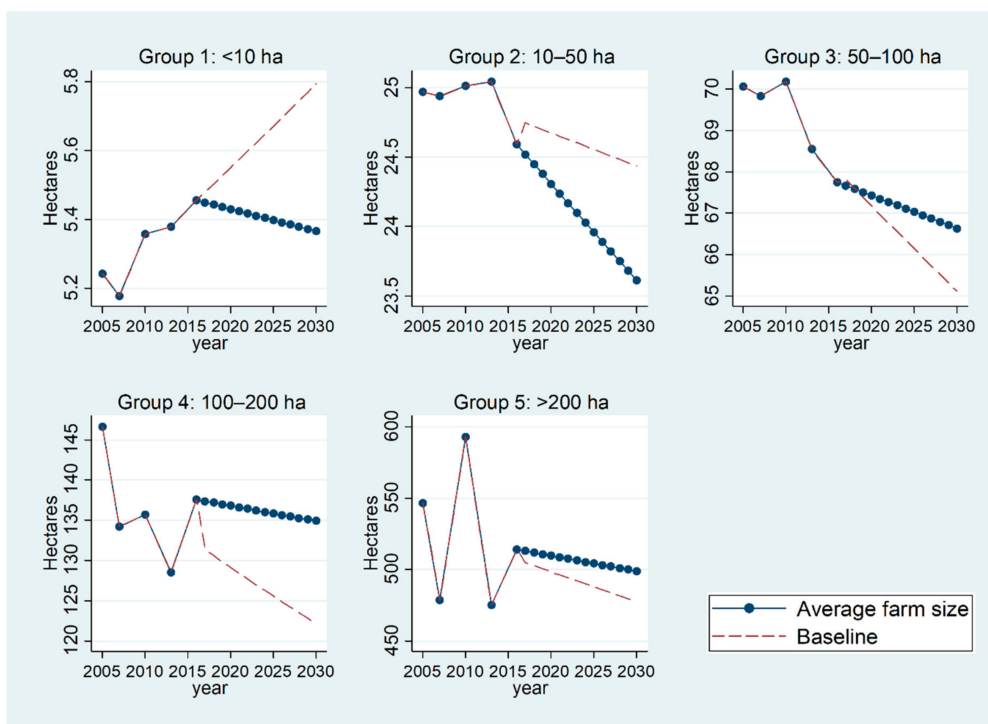 Group 1: <10 ha
Hectares
5.8
5.6
5.4
5.2
2005 2010 2015 2020 2025 2030
year
Group 2: 10–50 ha
Hectares
25
24.5
24
23.5
2005 2010 2015 2020 2025 2030
year
Group 3: 50–100 ha
Hectares
70
69
68
67
66
65
2005 2010 2015 2020 2025 2030
year
Group 4: 100–200 ha
Hectares
145
140
135
130
125
120
2005 2010 2015 2020 2025 2030
year
Group 5: >200 ha
Hectares
600
550
500
450
2005 2010 2015 2020 2025 2030
year
Average farm size
Baseline